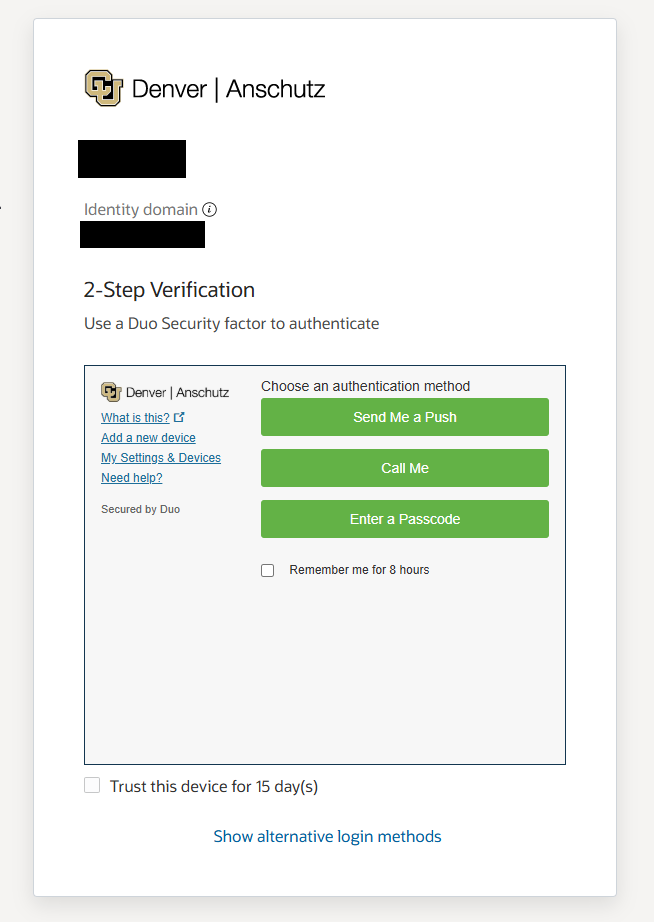 Denver | Anschutz
Identity domain
2-Step Verification
Use a Duo Security factor to authenticate
Denver | Anschutz
What is this?
Add a new device
My Settings & Devices
Need help?
Secured by Duo
Choose an authentication method
Send Me a Push
Call Me
Enter a Passcode
Remember me for 8 hours
Trust this device for 15 day(s)
Show alternative login methods